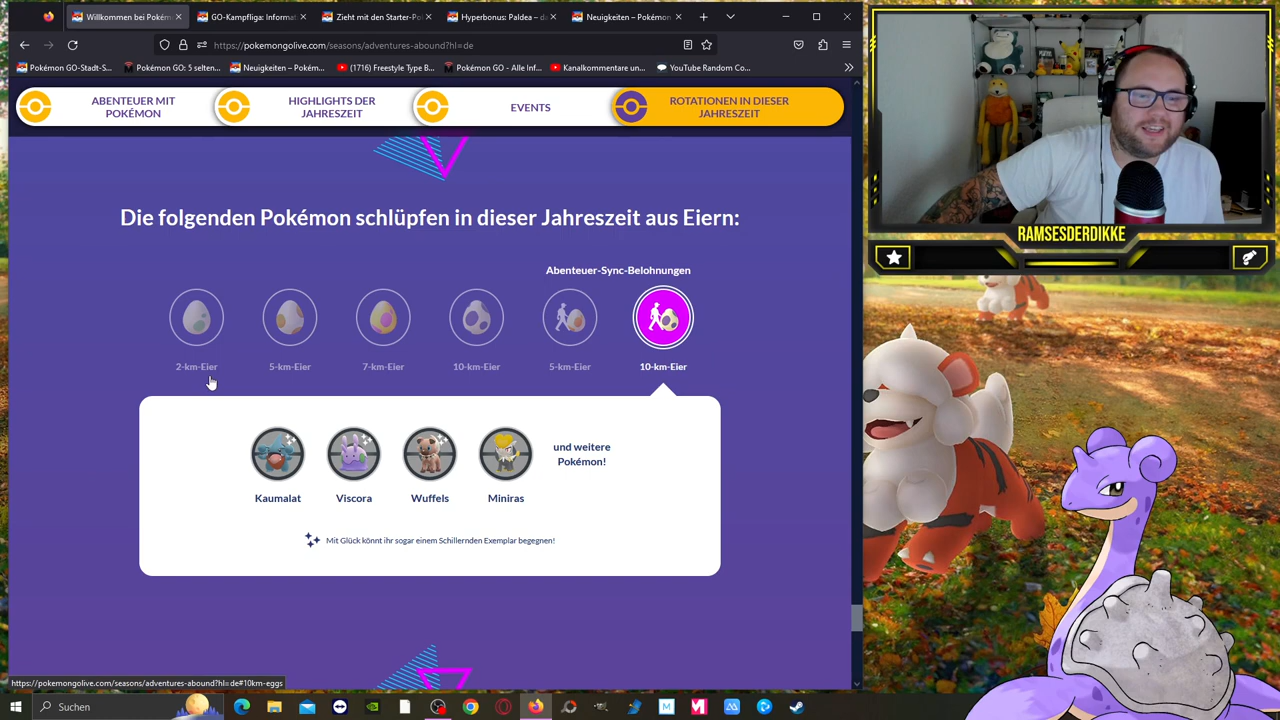 Willkommen bei Pokém
GO-Kampfliga: Informat
Zieht mit den Starter-Po
Hyperbonus: Paldea – da
Neuigkeiten – Pokémon
https://pokemongolive.com/seasons/adventures-abound?hl=de
Pokémon GO-Stadt-S...
Pokémon GO: 5 selten...
Neuigkeiten – Pokém...
(1716) Freistyle Type B...
Pokémon GO - Alle Inf...
Kanalkommentare un...
YouTube Random Co...
ABENTEUER MIT
POKÉMON
HIGHLIGHTS DER
JAHRESZEIT
EVENTS
ROTATIONEN IN DIESER
JAHRESZEIT
Die folgenden Pokémon schlüpfen in dieser Jahreszeit aus Eiern:
Abenteuer-Sync-Belohnungen
2-km-Eier
5-km-Eier
7-km-Eier
10-km-Eier
5-km-Eier
10-km-Eier
Kaumalat
Viscora
Wuffels
Miniras
und weitere
Pokémon!
Mit Glück könnt ihr sogar einem Schillernden Exemplar begegnen!
https://pokemongolive.com/seasons/adventures-abound?hl=de#10km-eggs
Suchen
RAMSESDERDIKKE